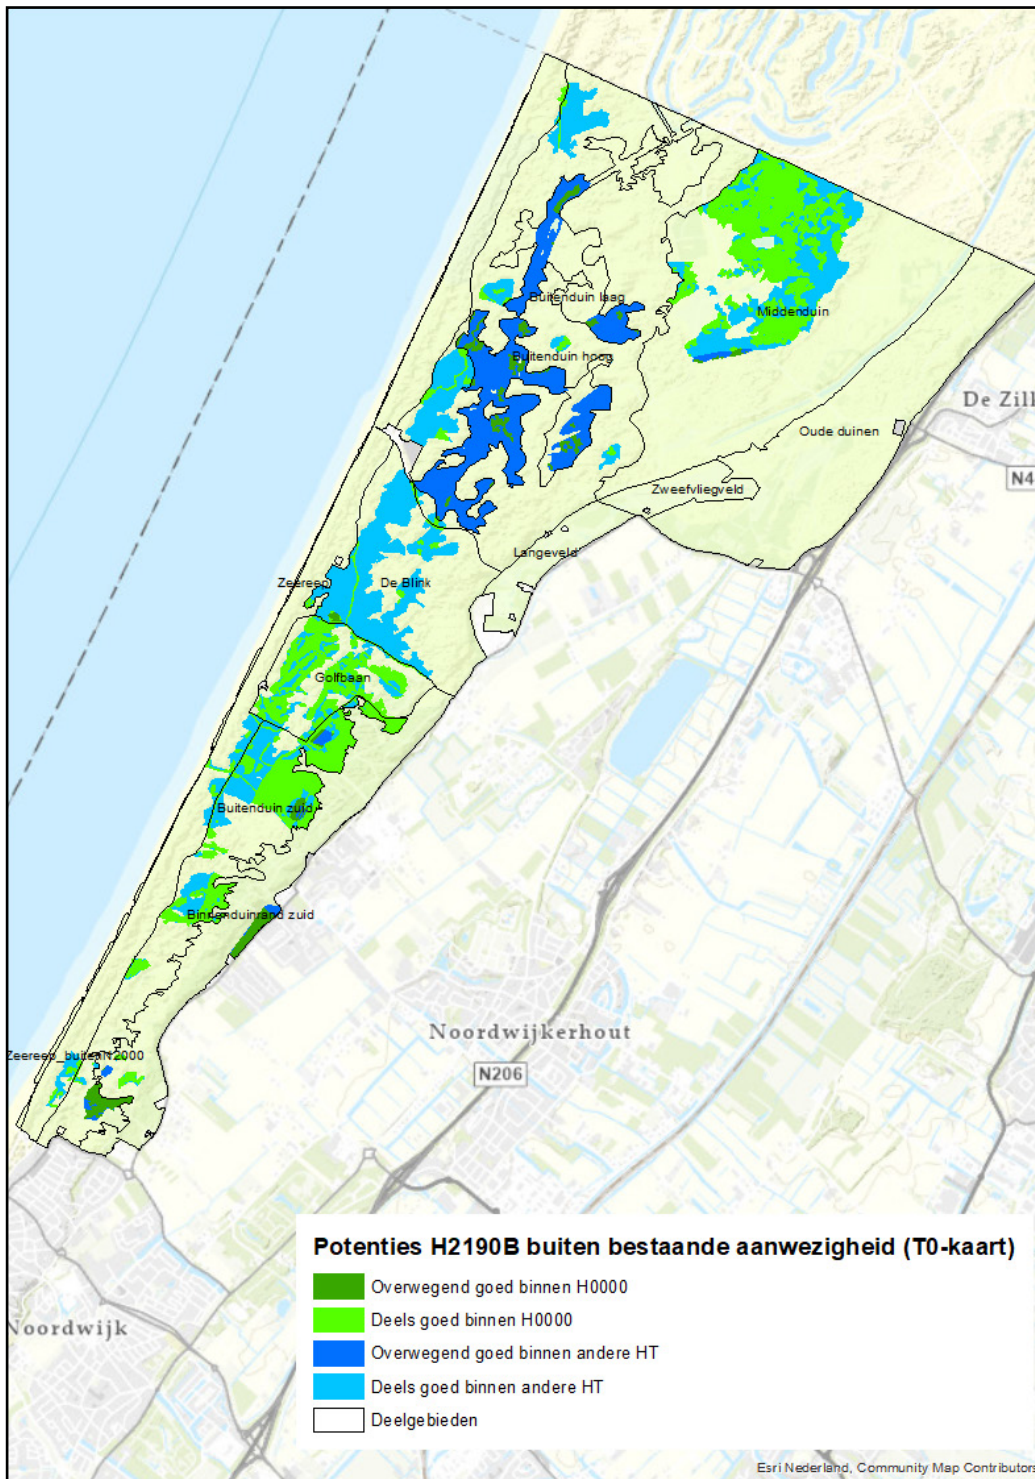 Buitenduin laag
Middenduin
Buitenduin hoog
De Zill
Oude duinen
N4
Zweefvliegveld
Langeveld
Zeereep
De Blink
Golfbaan
Buitenduin zuid
Binnenduinrand zuid
Noordwijkerhout
Zeereep_buitenN2000
N206
Noordwijk
Potenties H2190B buiten bestaande aanwezigheid (T0-kaart)
Overwegend goed binnen H0000
Deels goed binnen H0000
Overwegend goed binnen andere HT
Deels goed binnen andere HT
Deelgebieden
Esri Nederland, Community Map Contributors